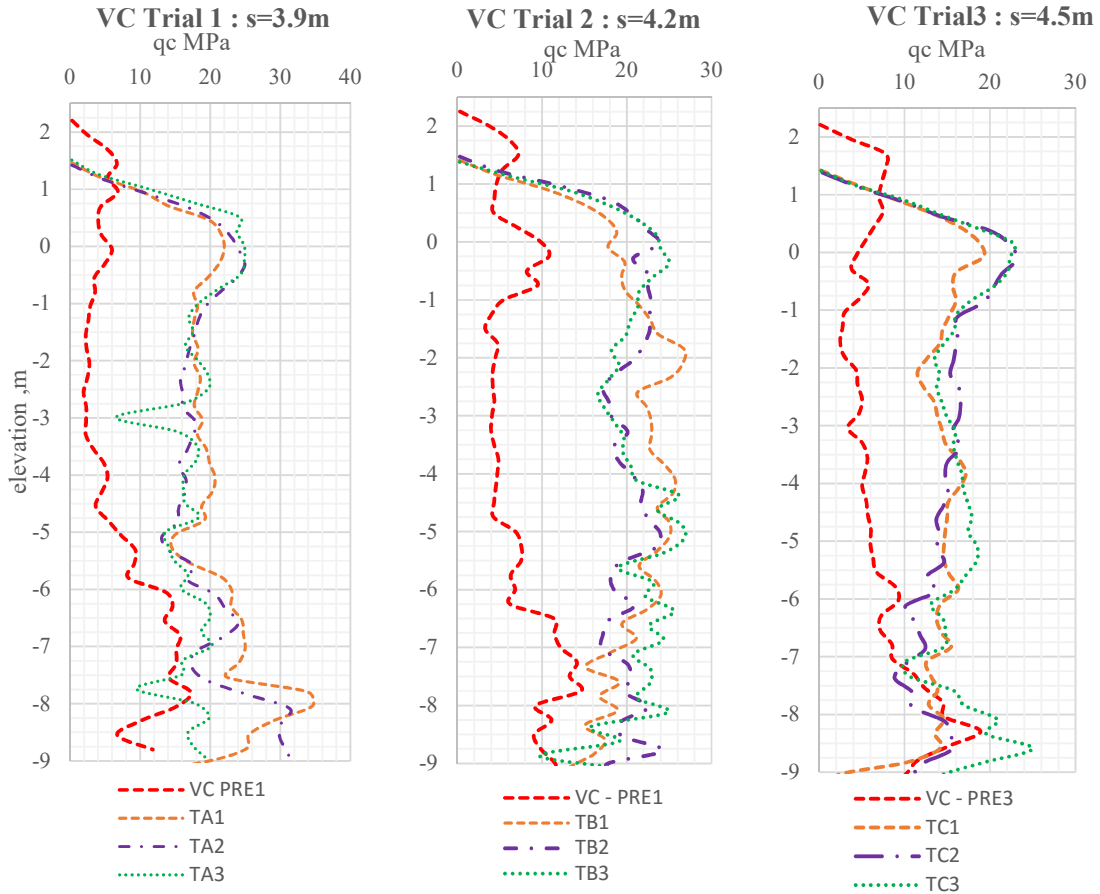 VC Trial 1 : s=3.9m
qc MPa
0 10 20 30 40
2
1
0
-1
-2
-3
-4
-5
-6
-7
-8
-9
elevation ,m
VC PRE1
TA1
TA2
TA3
VC Trial 2 : s=4.2m
qc MPa
0 10 20 30
2
1
0
-1
-2
-3
-4
-5
-6
-7
-8
-9
VC - PRE1
TB1
TB2
TB3
VC Trial3 : s=4.5m
qc MPa
0 10 20 30
2
1
0
-1
-2
-3
-4
-5
-6
-7
-8
-9
VC - PRE3
TC1
TC2
TC3